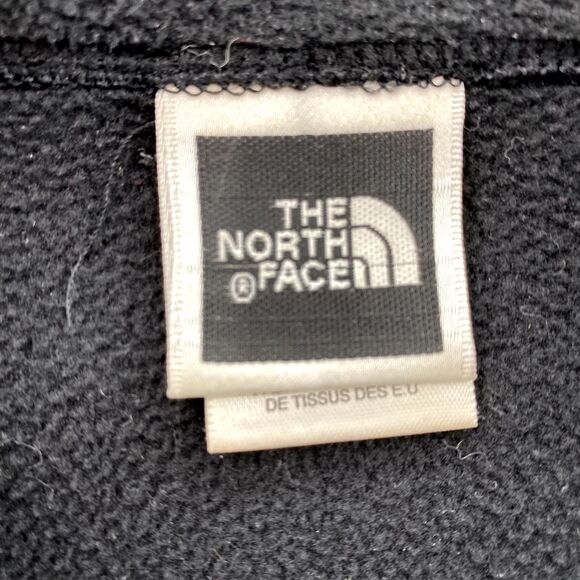 THE
NORTH
® FACE
DE TISSUS DES E.U